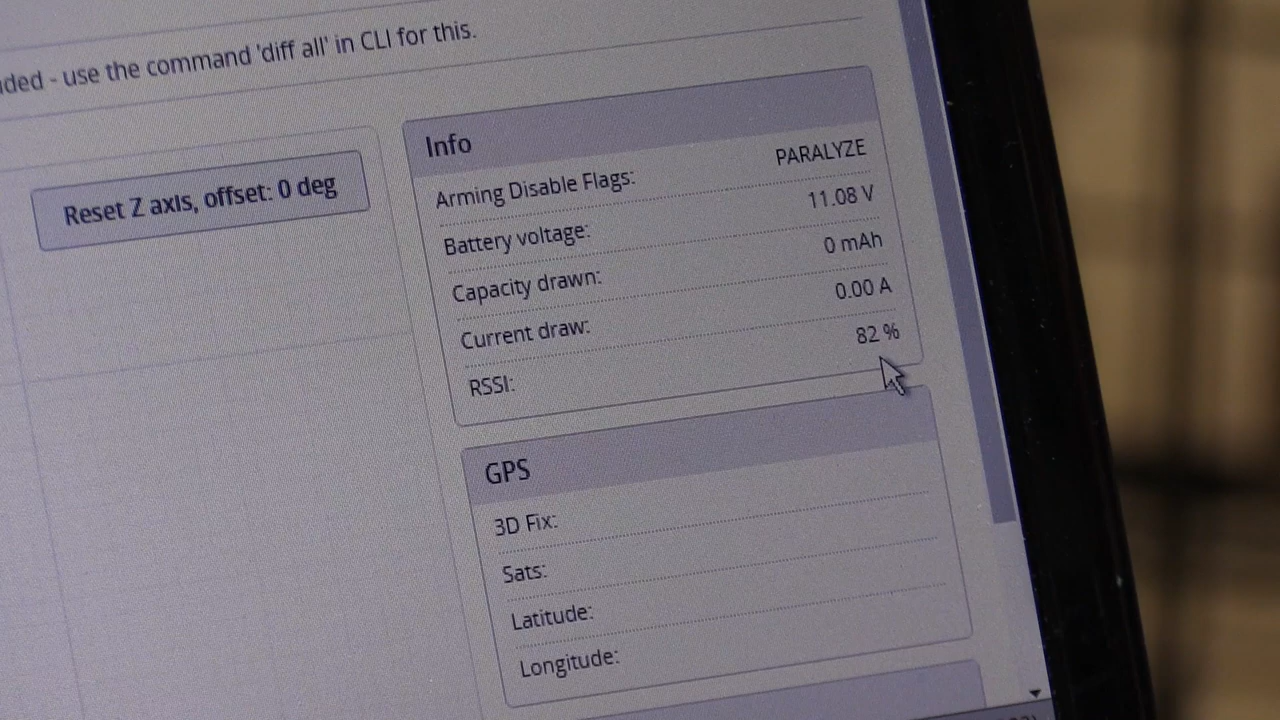 ded - use the command 'diff all' in CLI for this.
Reset Z axis, offset: 0 deg
Info
Arming Disable Flags: PARALYZE
Battery voltage: 11.08 V
Capacity drawn: 0 mAh
Current draw: 0.00 A
RSSI: 82 %
GPS
3D Fix:
Sats:
Latitude:
Longitude: